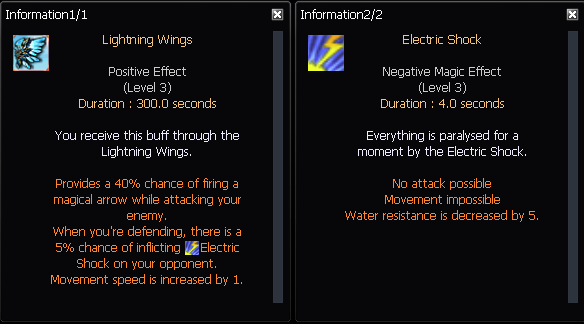 Information1/1
Lightning Wings
Positive Effect
(Level 3)
Duration : 300.0 seconds
You receive this buff through the
Lightning Wings.
Provides a 40% chance of firing a
magical arrow while attacking your
enemy.
When you're defending, there is a
5% chance of inflicting Electric
Shock on your opponent.
Movement speed is increased by 1.
Information2/2
Electric Shock
Negative Magic Effect
(Level 3)
Duration : 4.0 seconds
Everything is paralysed for a
moment by the Electric Shock.
No attack possible
Movement impossible
Water resistance is decreased by 5.